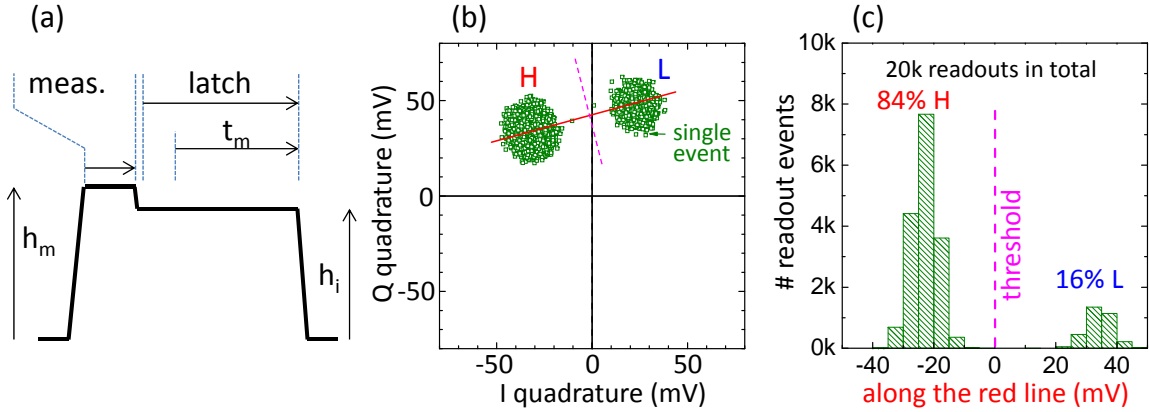 (a)
meas.
latch
t_m
h_m
h_i
(b)
H
L
single
event
50
0
-50
-50
0
50
Q quadrature (mV)
I quadrature (mV)
(c)
20k readouts in total
84% H
16% L
threshold
10k
8k
6k
4k
2k
0k
-40
-20
0
20
40
# readout events
along the red line (mV)